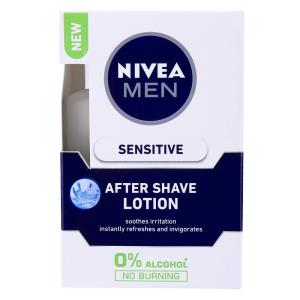 NEW
NIVEA
MEN
SENSITIVE
AFTER SHAVE
LOTION
soothes irritation
instantly refreshes and invigorates
0% ALCOHOL*
NO BURNING